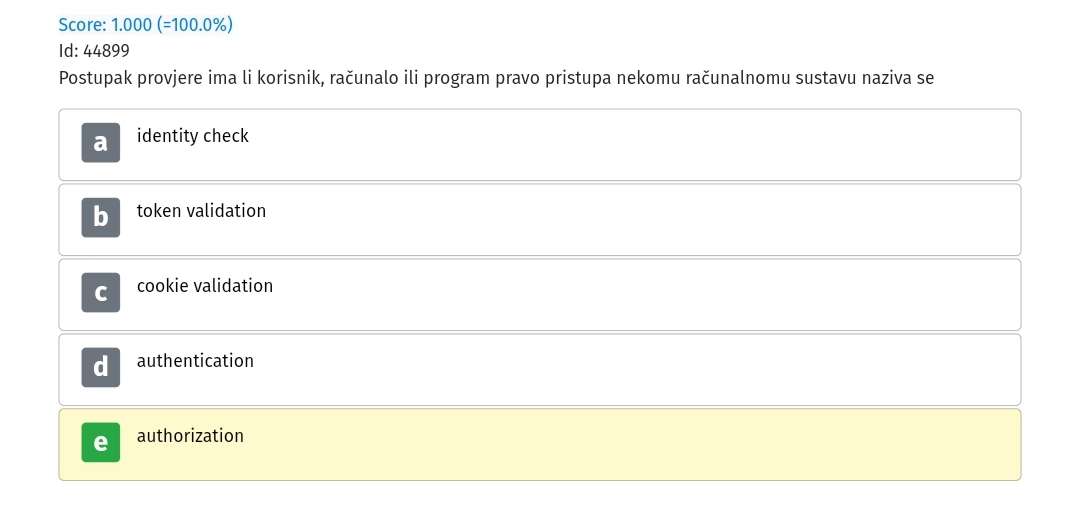 Score: 1.000 (=100.0%)
Id: 44899
Postupak provjere ima li korisnik, računalo ili program pravo pristupa nekomu računalnomu sustavu naziva se
a identity check
b token validation
c cookie validation
d authentication
e authorization